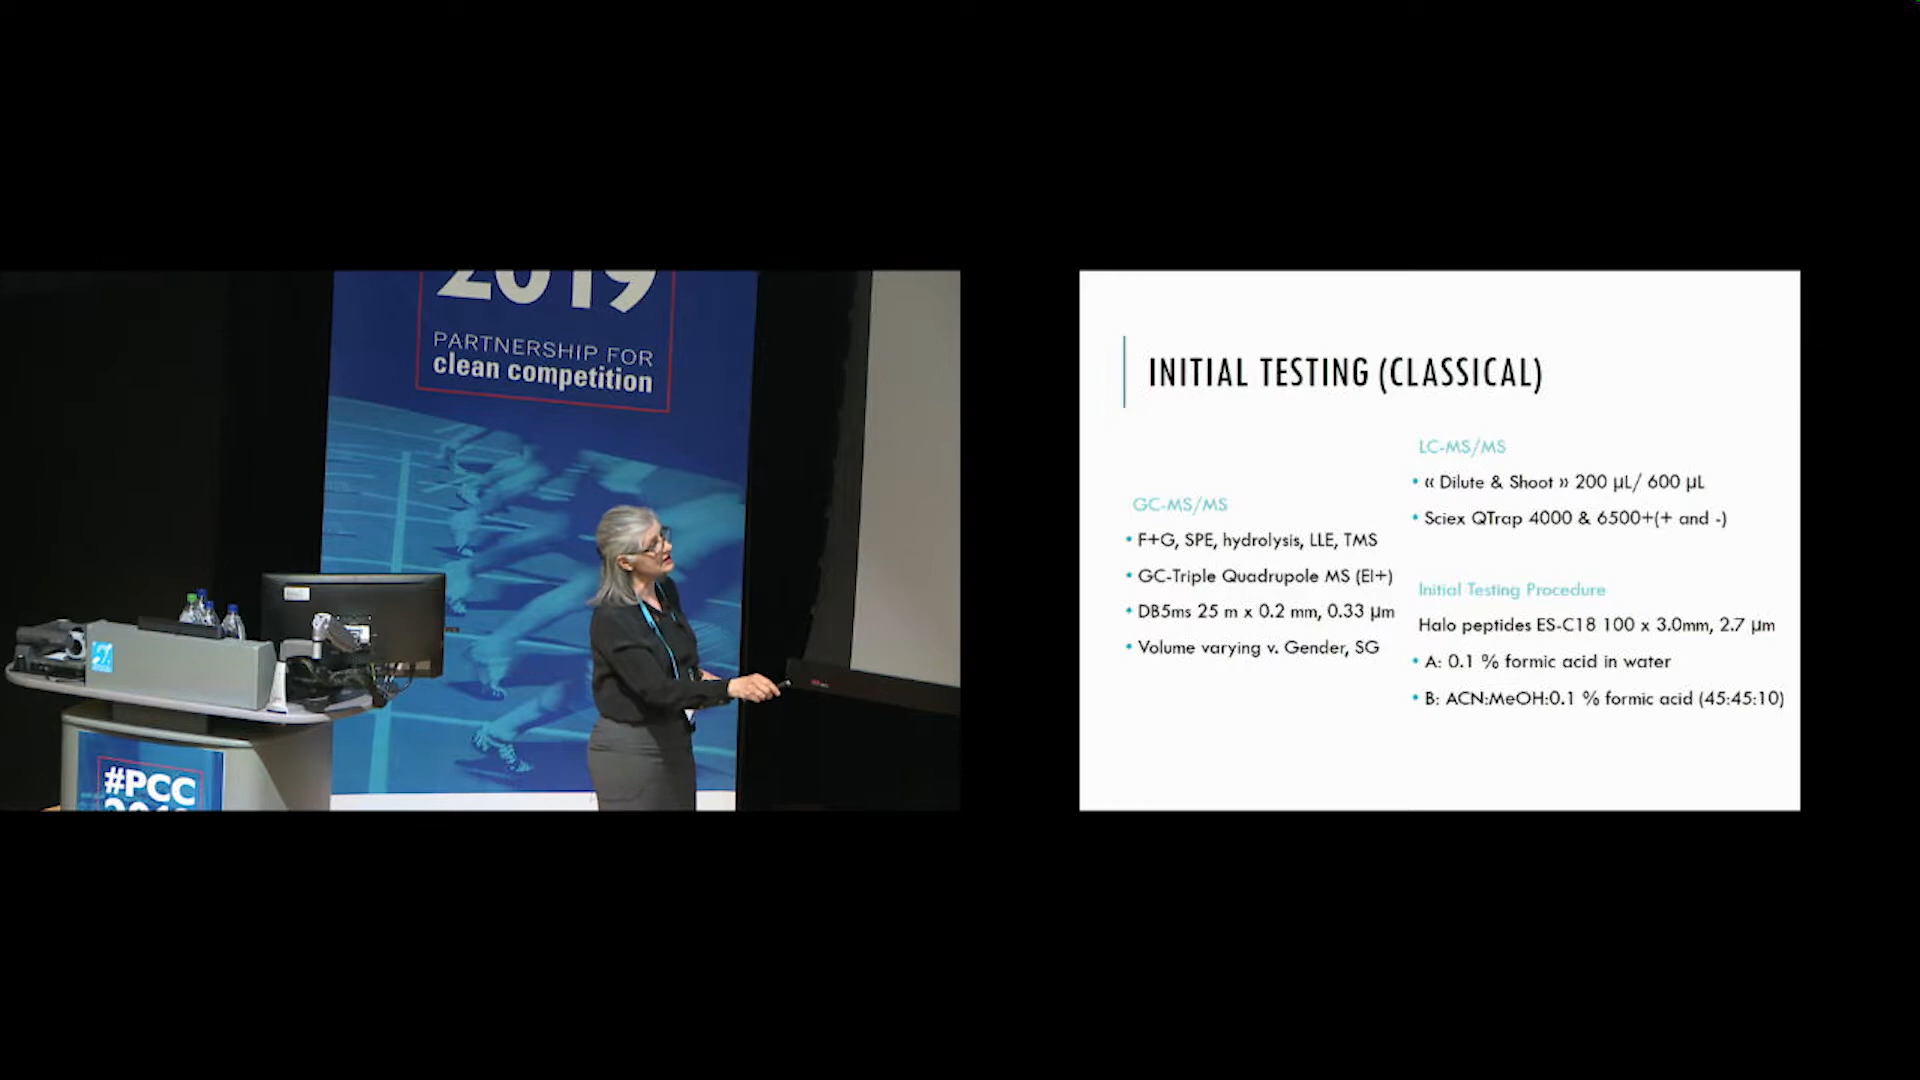 2019
PARTNERSHIP FOR
clean competition
#PCC
INITIAL TESTING (CLASSICAL)
GC-MS/MS
• F+G, SPE, hydrolysis, LLE, TMS
• GC-Triple Quadrupole MS (EI+)
• DB5ms 25 m x 0.2 mm, 0.33 µm
• Volume varying v. Gender, SG
LC-MS/MS
• « Dilute & Shoot » 200 µL/ 600 µL
• Sciex QTrap 4000 & 6500+(+ and -)
Initial Testing Procedure
Halo peptides ES-C18 100 x 3.0mm, 2.7 µm
• A: 0.1 % formic acid in water
• B: ACN:MeOH:0.1 % formic acid (45:45:10)